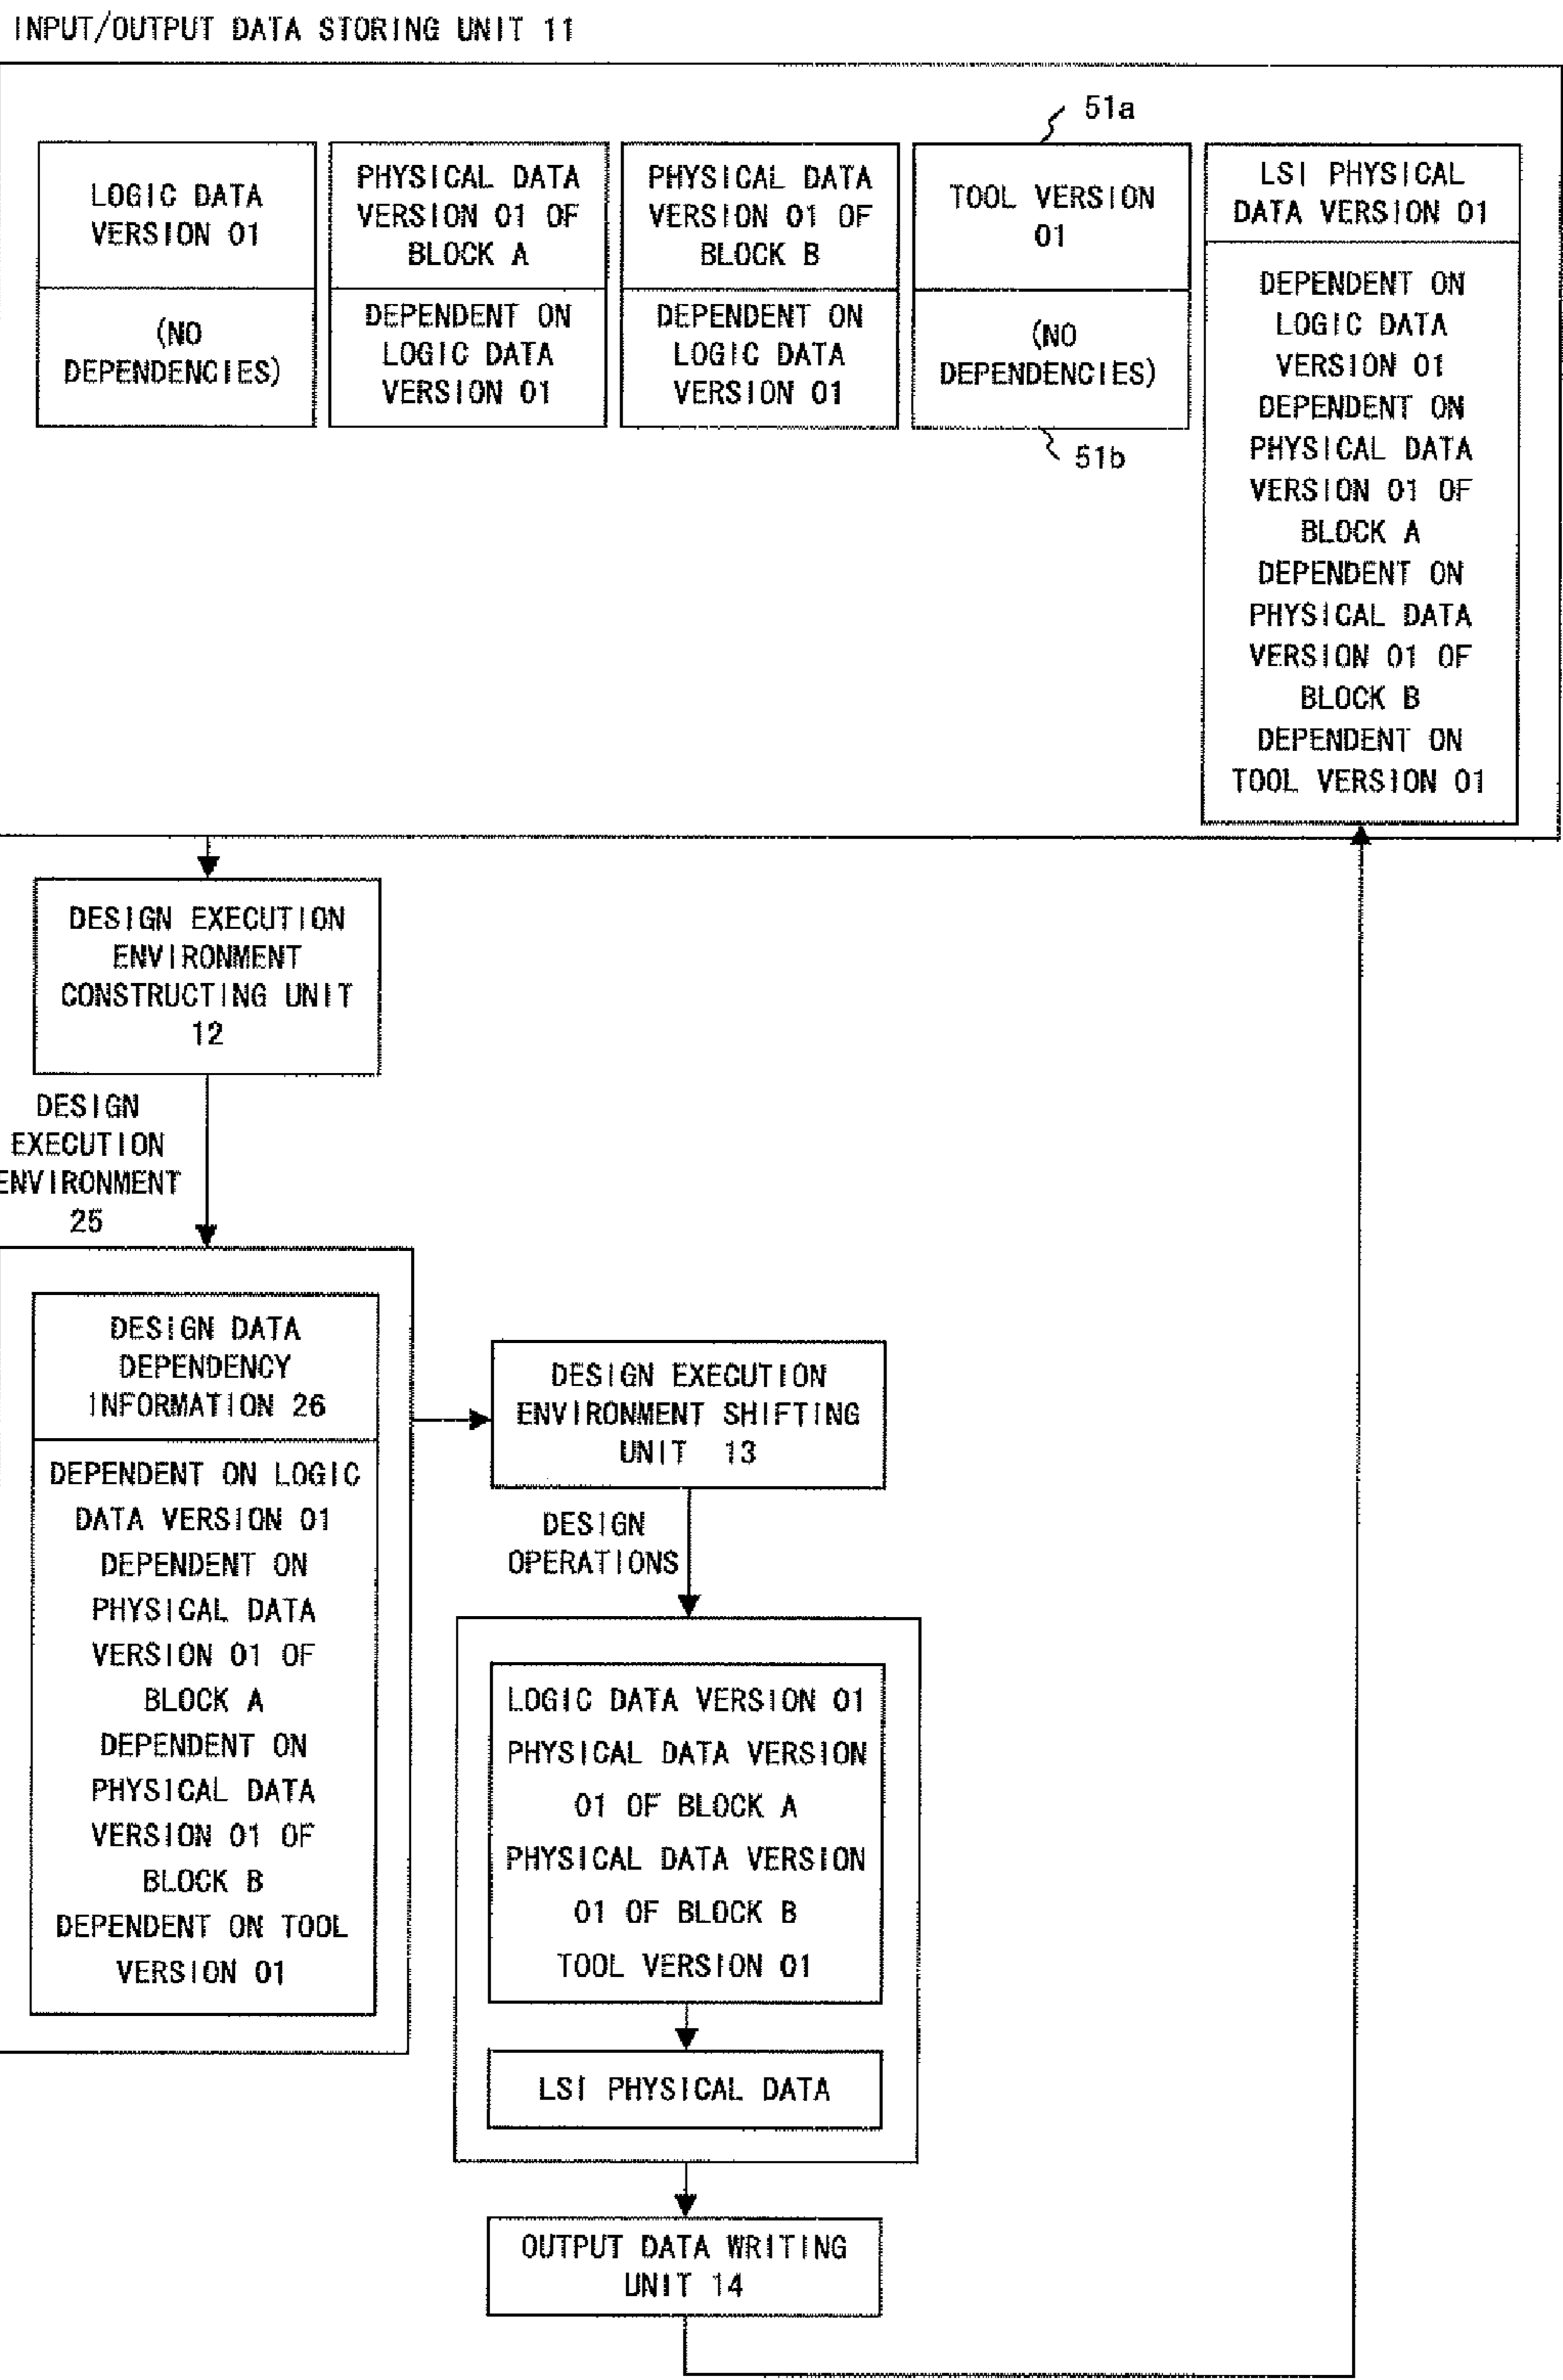 INPUT/OUTPUT DATA STORING UNIT 11
51a
LOGIC DATA
VERSION 01
(NO
DEPENDENCIES)
PHYSICAL DATA
VERSION 01 OF
BLOCK A
DEPENDENT ON
LOGIC DATA
VERSION 01
PHYSICAL DATA
VERSION 01 OF
BLOCK B
DEPENDENT ON
LOGIC DATA
VERSION 01
TOOL VERSION
01
(NO
DEPENDENCIES)
51b
LSI PHYSICAL
DATA VERSION 01
DEPENDENT ON
LOGIC DATA
VERSION 01
DEPENDENT ON
PHYSICAL DATA
VERSION 01 OF
BLOCK A
DEPENDENT ON
PHYSICAL DATA
VERSION 01 OF
BLOCK B
DEPENDENT ON
TOOL VERSION 01
DESIGN EXECUTION
ENVIRONMENT
CONSTRUCTING UNIT
12
DESIGN
EXECUTION
ENVIRONMENT
25
DESIGN DATA
DEPENDENCY
INFORMATION 26
DEPENDENT ON LOGIC
DATA VERSION 01
DEPENDENT ON
PHYSICAL DATA
VERSION 01 OF
BLOCK A
DEPENDENT ON
PHYSICAL DATA
VERSION 01 OF
BLOCK B
DEPENDENT ON TOOL
VERSION 01
DESIGN EXECUTION
ENVIRONMENT SHIFTING
UNIT 13
DESIGN
OPERATIONS
LOGIC DATA VERSION 01
PHYSICAL DATA VERSION
01 OF BLOCK A
PHYSICAL DATA VERSION
01 OF BLOCK B
TOOL VERSION 01
LSI PHYSICAL DATA
OUTPUT DATA WRITING
UNIT 14